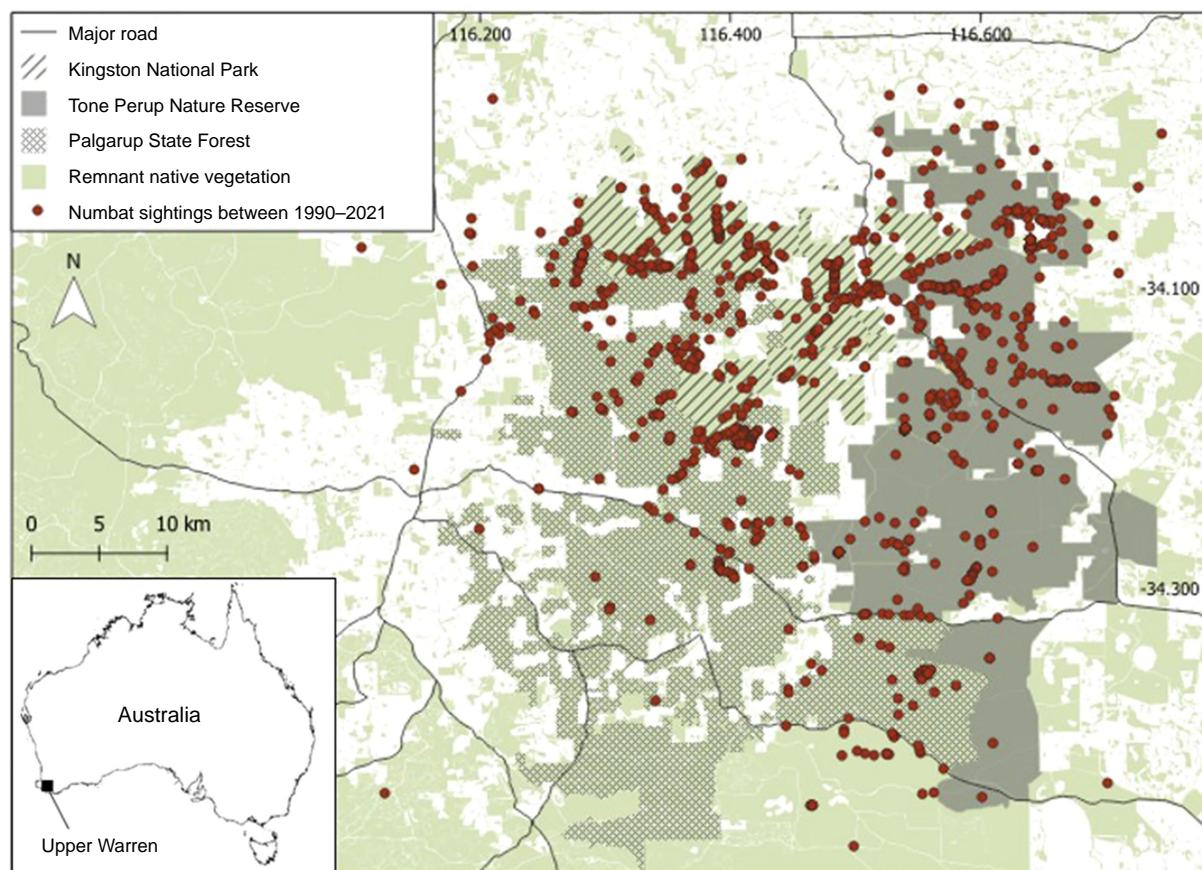 Major road
Kingston National Park
Tone Perup Nature Reserve
Palgarup State Forest
Remnant native vegetation
Numbat sightings between 1990–2021
116.200 116.400 116.600
N
-34.100
0 5 10 km
-34.300
Australia
Upper Warren